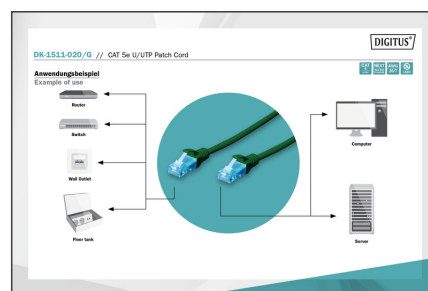 DIGITUS®
DK-1511-020/G // CAT 5e U/UTP Patch Cord
Anwendungsbeispiel
Example of use
Router
Switch
Wall Outlet
Floor tank
Computer
Server